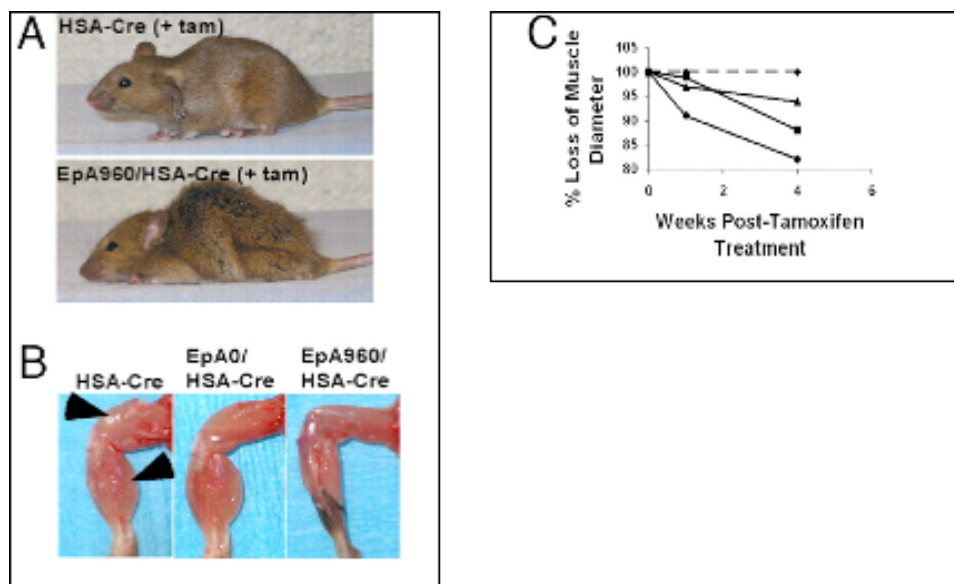 A
HSA-Cre (+ tam)
EpA960/HSA-Cre (+ tam)
B
HSA-Cre
EpA0/
HSA-Cre
EpA960/
HSA-Cre
C
% Loss of Muscle
Diameter
105
100
95
90
85
80
0 2 4 6
Weeks Post-Tamoxifen
Treatment